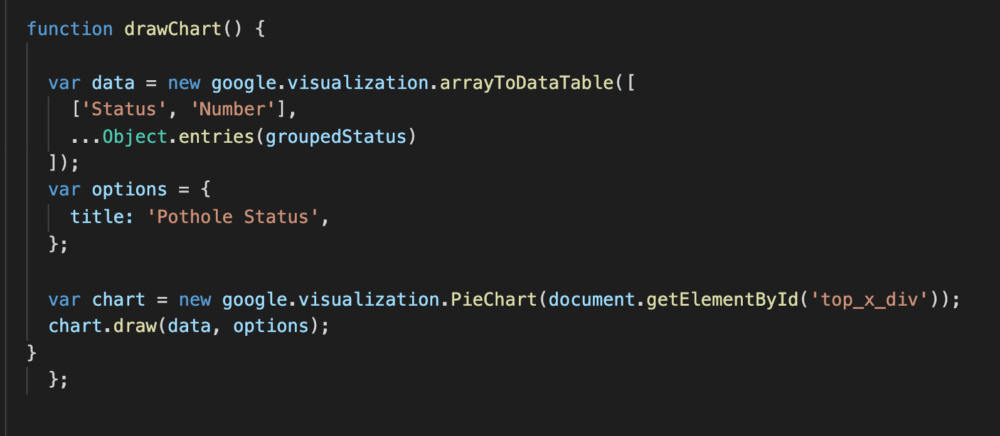 function drawChart() {
var data = new google.visualization.arrayToDataTable([
['Status', 'Number'],
...Object.entries(groupedStatus)
]);
var options = {
title: 'Pothole Status',
};
var chart = new google.visualization.PieChart(document.getElementById('top_x_div'));
chart.draw(data, options);
}
};